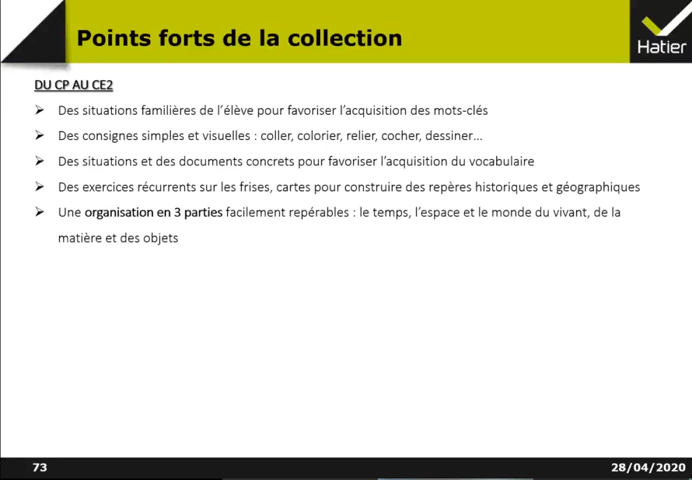 Points forts de la collection
Hatier
DU CP AU CE2
➢ Des situations familières de l'élève pour favoriser l'acquisition des mots-clés
➢ Des consignes simples et visuelles : coller, colorier, relier, cocher, dessiner...
➢ Des situations et des documents concrets pour favoriser l'acquisition du vocabulaire
➢ Des exercices récurrents sur les frises, cartes pour construire des repères historiques et géographiques
➢ Une organisation en 3 parties facilement repérables : le temps, l'espace et le monde du vivant, de la
matière et des objets
73
28/04/2020